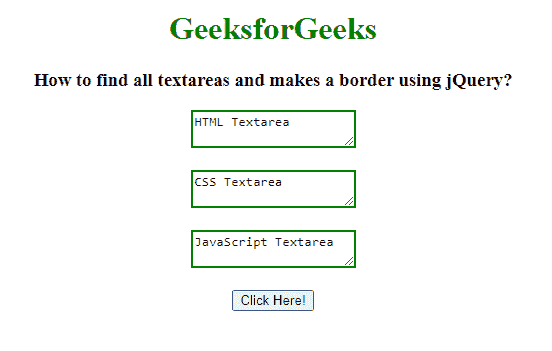 GeeksforGeeks
How to find all textareas and makes a border using jQuery?
HTML Textarea
CSS Textarea
JavaScript Textarea
Click Here!